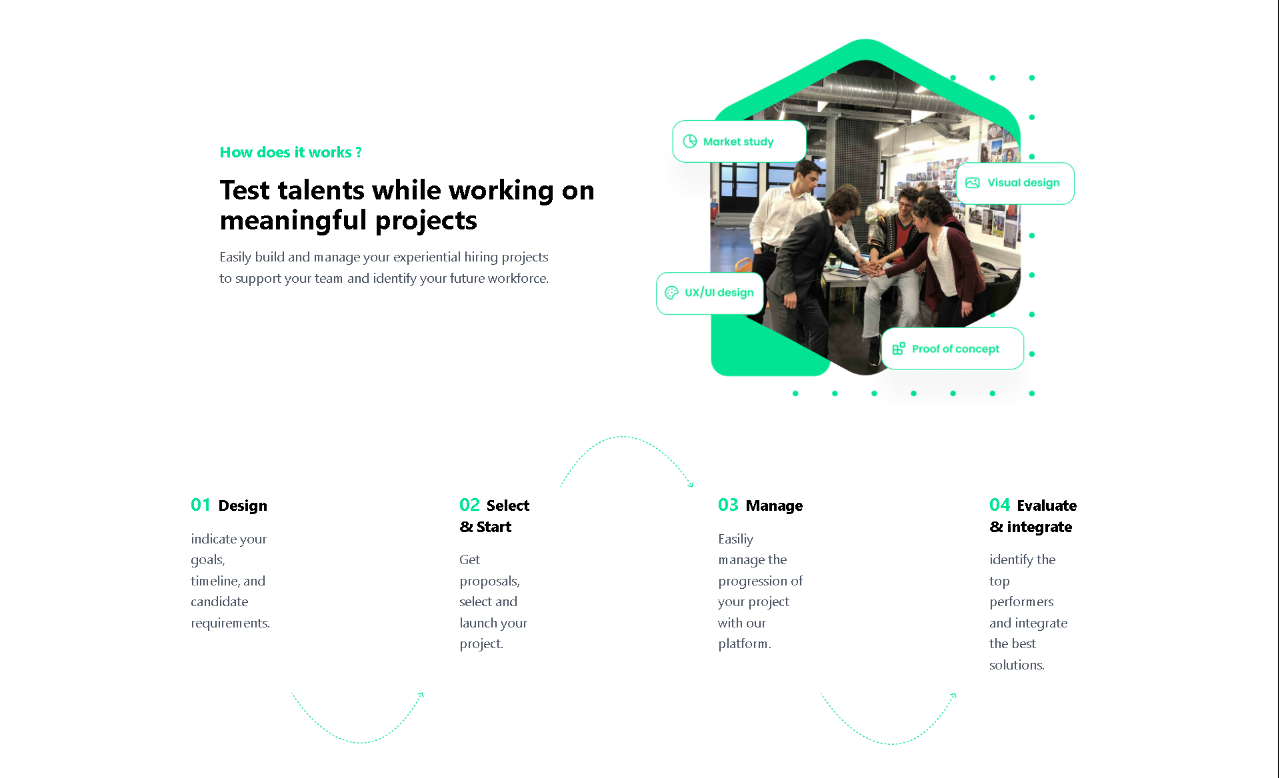 How does it works ?
Test talents while working on
meaningful projects
Easily build and manage your experiential hiring projects
to support your team and identify your future workforce.
Market study
Visual design
UX/UI design
Proof of concept
01 Design
indicate your
goals,
timeline, and
candidate
requirements.
02 Select
& Start
Get
proposals,
select and
launch your
project.
03 Manage
Easiliy
manage the
progression of
your project
with our
platform.
04 Evaluate
& integrate
identify the
top
performers
and integrate
the best
solutions.